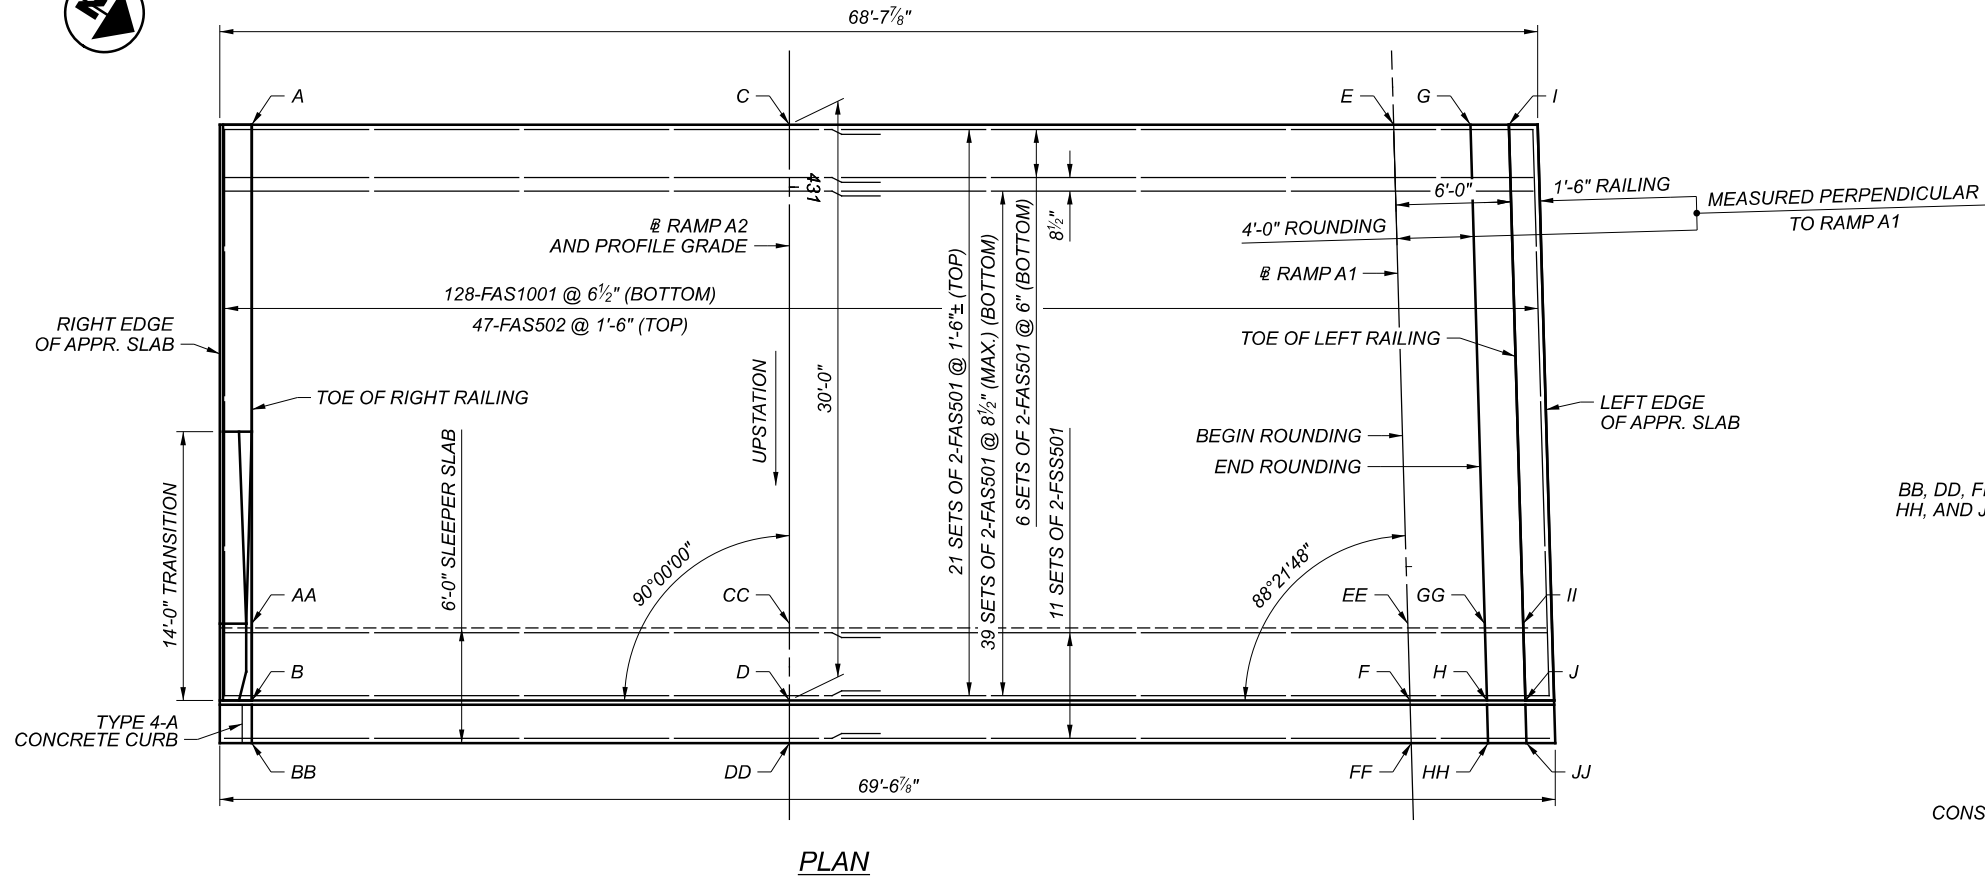 68'-7⅞"
A
C
E
G
I
431
6'-0"
1'-6" RAILING
MEASURED PERPENDICULAR
TO RAMP A1
8½"
℄ RAMP A2
AND PROFILE GRADE
4'-0" ROUNDING
℄ RAMP A1
128-FAS1001 @ 6½" (BOTTOM)
47-FAS502 @ 1'-6" (TOP)
RIGHT EDGE
OF APPR. SLAB
TOE OF LEFT RAILING
TOE OF RIGHT RAILING
UPSTATION
30'-0"
21 SETS OF 2-FAS501 @ 1'-6"± (TOP)
39 SETS OF 2-FAS501 @ 8½" (MAX.) (BOTTOM)
6 SETS OF 2-FAS501 @ 6" (BOTTOM)
11 SETS OF 2-FSS501
LEFT EDGE
OF APPR. SLAB
BEGIN ROUNDING
END ROUNDING
14'-0" TRANSITION
6'-0" SLEEPER SLAB
90°00'00"
88°21'48"
BB, DD, F
HH, AND J
AA
CC
EE
GG
II
B
D
F
H
J
TYPE 4-A
CONCRETE CURB
BB
DD
FF
HH
JJ
69'-6⅞"
CONS
PLAN